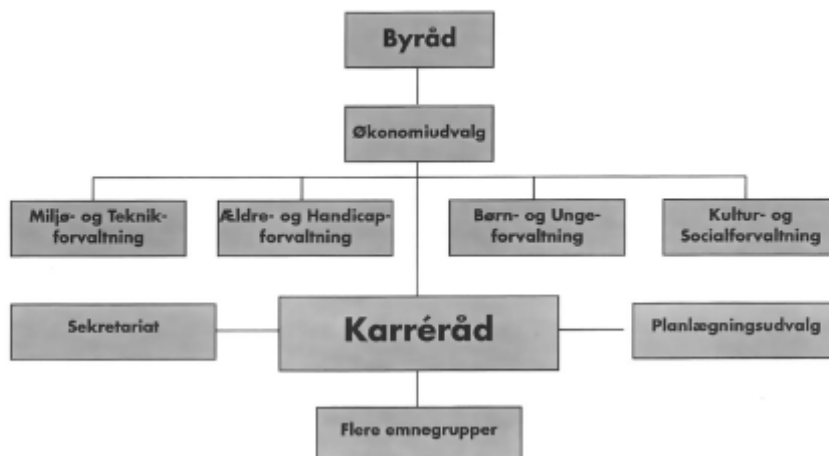 Byråd
Økonomiudvalg
Miljø- og Teknik-
forvaltning
Ældre- og Handicap-
forvaltning
Børn- og Unge-
forvaltning
Kultur- og
Socialforvaltning
Sekretariat
Karréråd
Planlægningsudvalg
Flere emnegrupper